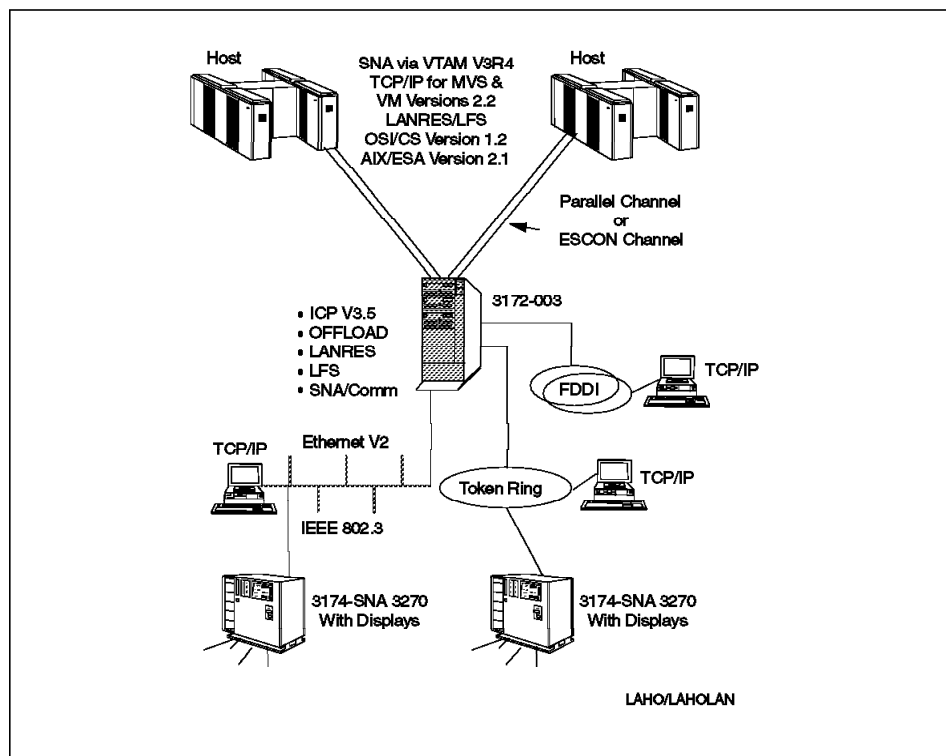 Host
SNA via VTAM V3R4
TCP/IP for MVS &
VM Versions 2.2
LANRES/LFS
OSI/CS Version 1.2
AIX/ESA Version 2.1
Host
Parallel Channel
or
ESCON Channel
3172-003
• ICP V3.5
• OFFLOAD
• LANRES
• LFS
• SNA/Comm
FDDI
TCP/IP
TCP/IP
Ethernet V2
IEEE 802.3
Token Ring
TCP/IP
3174-SNA 3270
With Displays
3174-SNA 3270
With Displays
LAHO/LAHOLAN